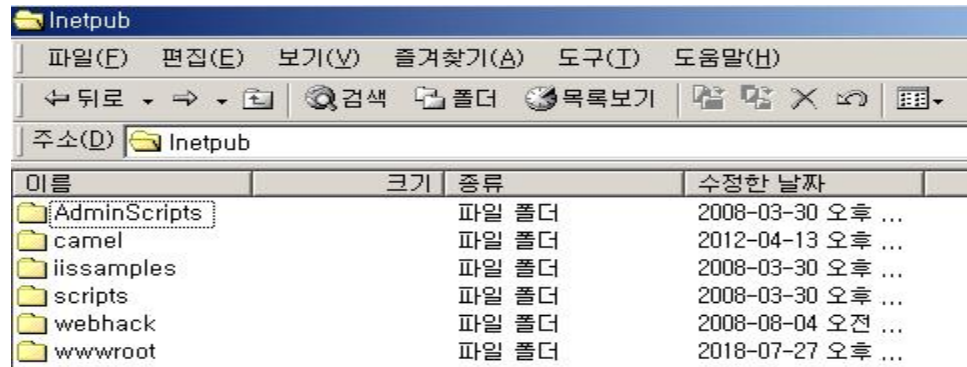 Inetpub
파일(F) 편집(E) 보기(V) 즐겨찾기(A) 도구(T) 도움말(H)
뒤로 검색 폴더 목록보기
주소(D) Inetpub
이름 크기 종류 수정한 날짜
AdminScripts 파일 폴더 2008-03-30 오후 ...
camel 파일 폴더 2012-04-13 오후 ...
iissamples 파일 폴더 2008-03-30 오후 ...
scripts 파일 폴더 2008-03-30 오후 ...
webhack 파일 폴더 2008-08-04 오전 ...
wwwroot 파일 폴더 2018-07-27 오후 ...